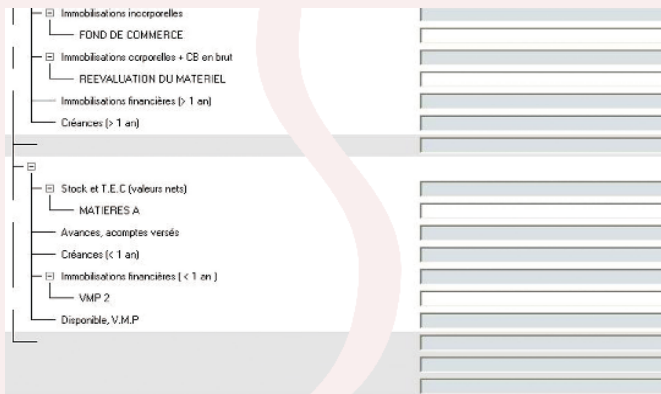 Immobilisations incorporelles
FOND DE COMMERCE
Immobilisations corporelles + CB en brut
REEVALUATION DU MATERIEL
Immobilisations financières (> 1 an)
Créances (> 1 an)
Stock et T.E.C (valeurs nets)
MATIERES A
Avances, acomptes versés
Créances (< 1 an)
Immobilisations financières ( < 1 an )
VMP 2
Disponible, V.M.P